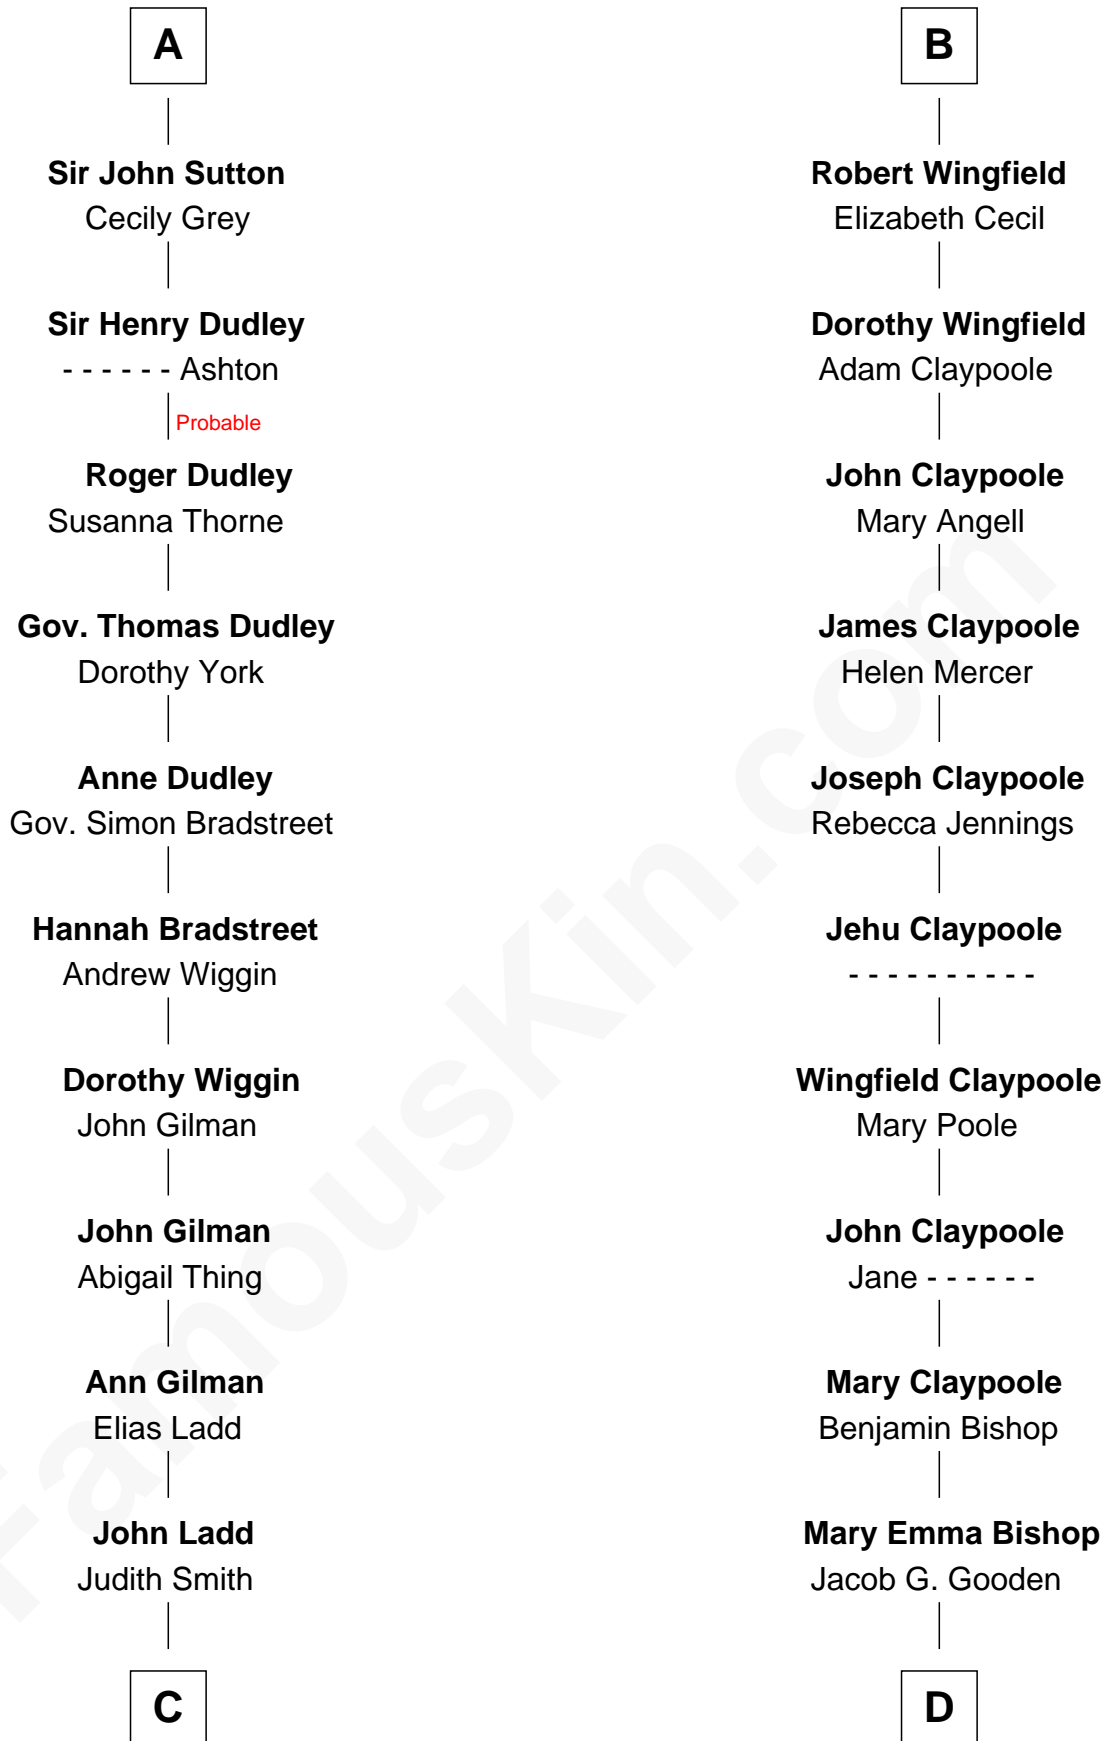 A
Sir John Sutton
Cecily Grey
Sir Henry Dudley
- - - - - - Ashton
Probable
Roger Dudley
Susanna Thorne
Gov. Thomas Dudley
Dorothy York
Anne Dudley
Gov. Simon Bradstreet
Hannah Bradstreet
Andrew Wiggin
Dorothy Wiggin
John Gilman
John Gilman
Abigail Thing
Ann Gilman
Elias Ladd
John Ladd
Judith Smith
C
B
Robert Wingfield
Elizabeth Cecil
Dorothy Wingfield
Adam Claypoole
John Claypoole
Mary Angell
James Claypoole
Helen Mercer
Joseph Claypoole
Rebecca Jennings
Jehu Claypoole
- - - - - - - - - -
Wingfield Claypoole
Mary Poole
John Claypoole
Jane - - - - - -
Mary Claypoole
Benjamin Bishop
Mary Emma Bishop
Jacob G. Gooden
D
FamousKin.com